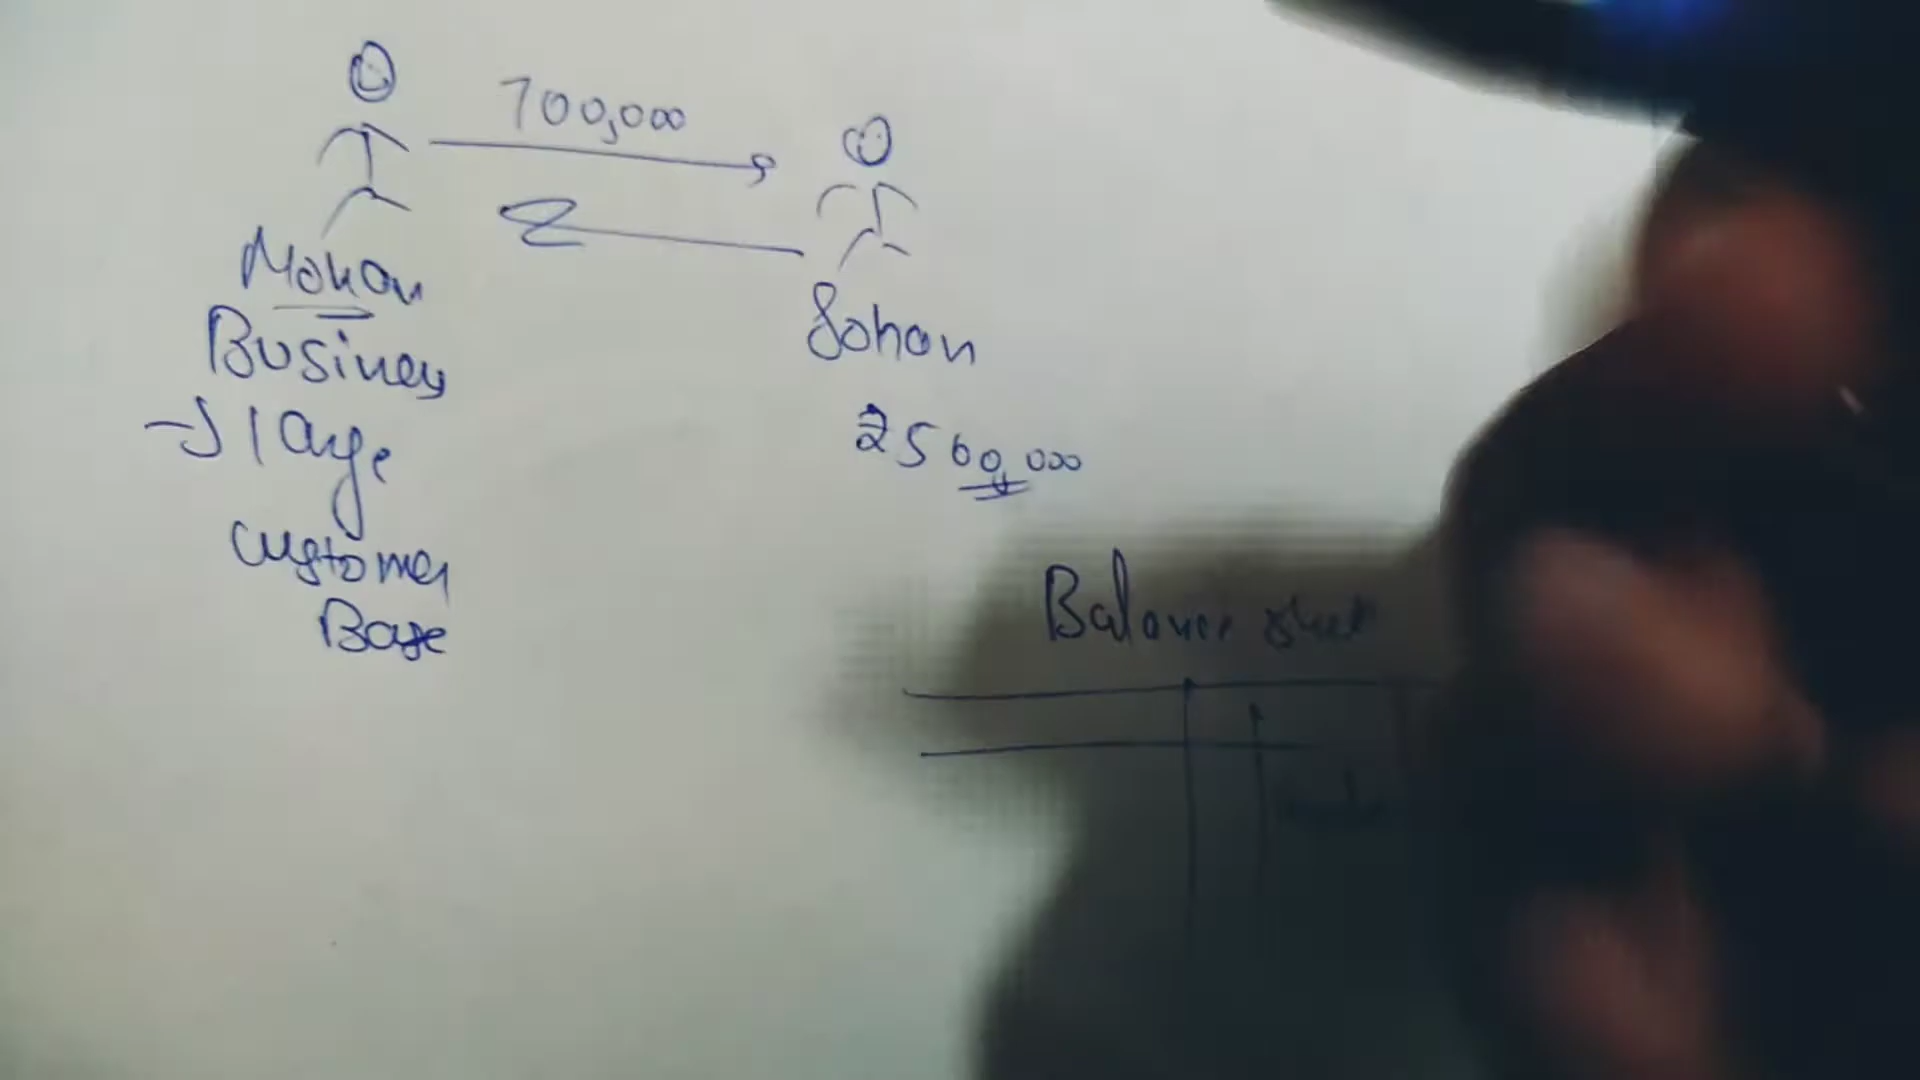 700,000
Mohan
Business
→ large
customer
Base
Sohan
2500,000
Balance sheet